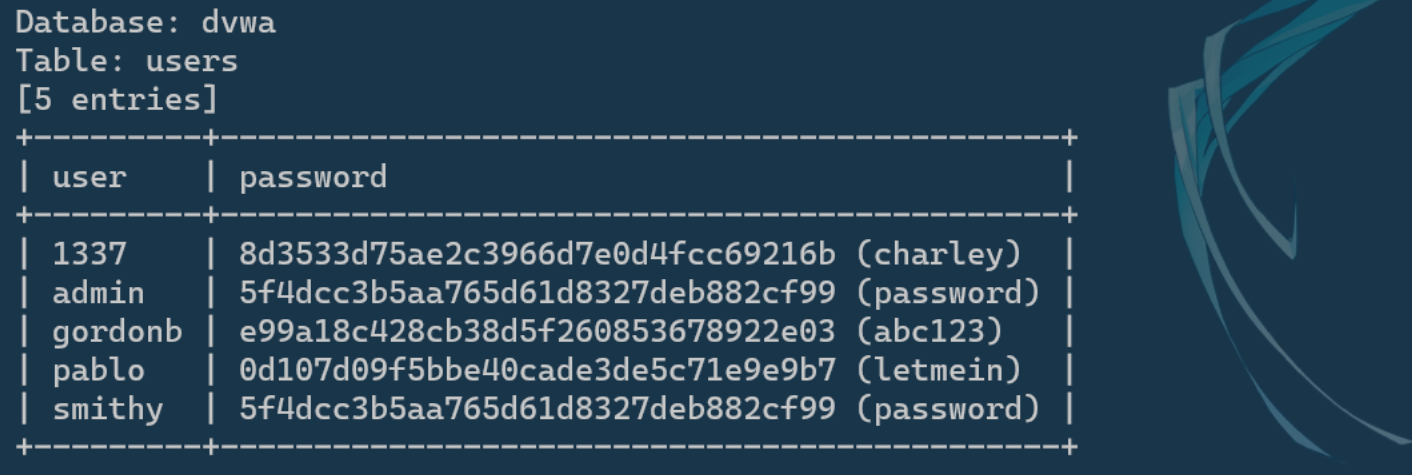 Database: dvwa
Table: users
[5 entries]
+---------+---------------------------------------------+
| user    | password                                    |
+---------+---------------------------------------------+
| 1337    | 8d3533d75ae2c3966d7e0d4fcc69216b (charley)  |
| admin   | 5f4dcc3b5aa765d61d8327deb882cf99 (password) |
| gordonb | e99a18c428cb38d5f260853678922e03 (abc123)   |
| pablo   | 0d107d09f5bbe40cade3de5c71e9e9b7 (letmein)  |
| smithy  | 5f4dcc3b5aa765d61d8327deb882cf99 (password) |
+---------+---------------------------------------------+